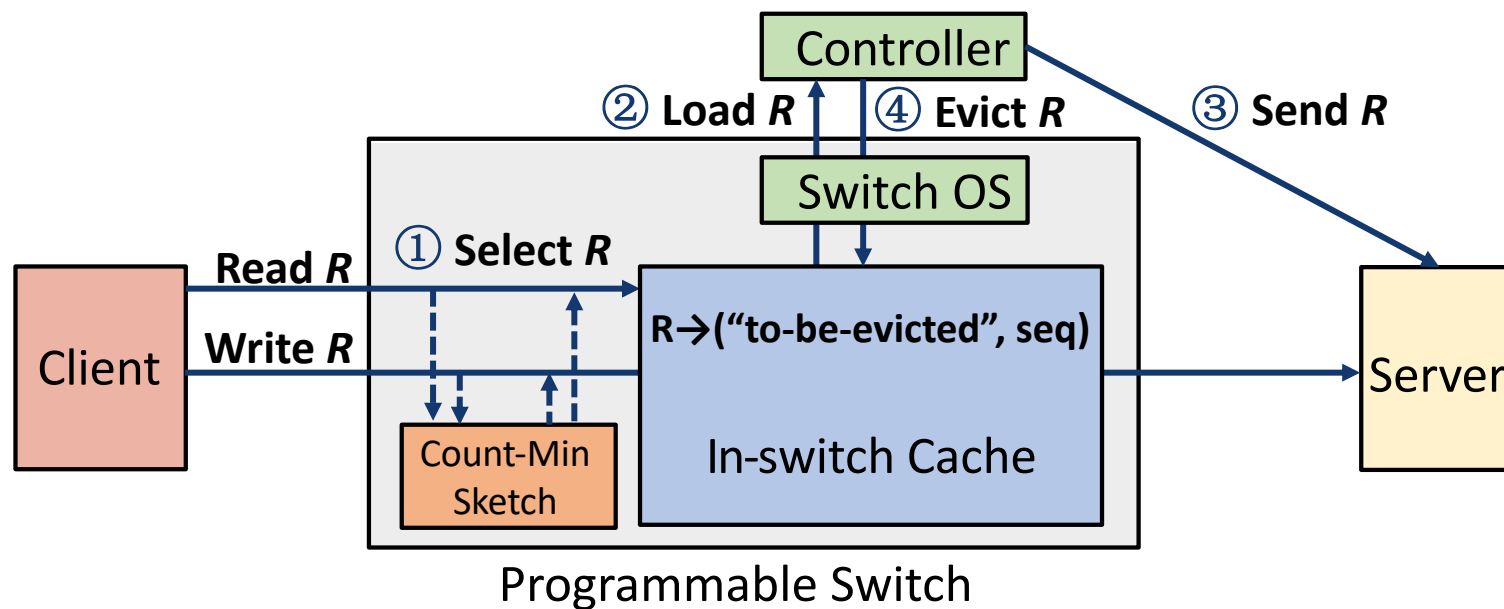 Controller
② Load R
④ Evict R
③ Send R
Switch OS
① Select R
Read R
Write R
Client
R→(“to-be-evicted”, seq)
Server
Count-Min
Sketch
In-switch Cache
Programmable Switch